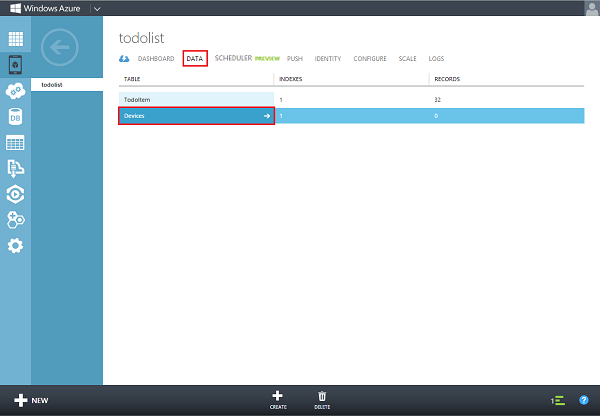 Windows Azure
todolist
todolist
DASHBOARD DATA SCHEDULER PREVIEW PUSH IDENTITY CONFIGURE SCALE LOGS
TABLE INDEXES RECORDS
TodoItem 1 32
Devices 1 0
DB
NEW
CREATE
DELETE
1
?